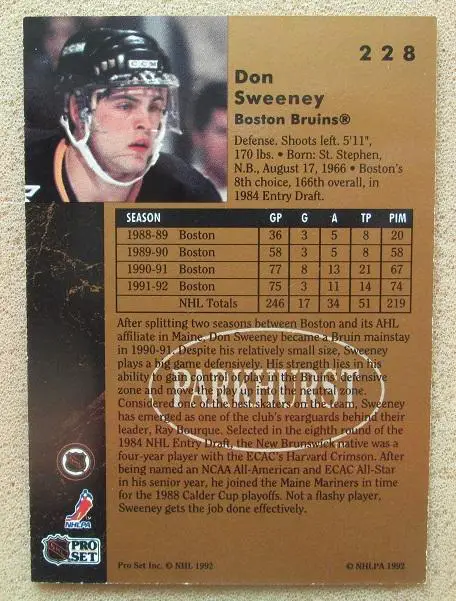 228
CCM
Don
Sweeney
Boston Bruins®
Defense. Shoots left. 5'11",
170 lbs. • Born: St. Stephen,
N.B., August 17, 1966 • Boston's
8th choice, 166th overall, in
1984 Entry Draft.
SEASON GP G A TP PIM
1988-89 Boston 36 3 5 8 20
1989-90 Boston 58 3 5 8 58
1990-91 Boston 77 8 13 21 67
1991-92 Boston 75 3 11 14 74
NHL Totals 246 17 34 51 219
After splitting two seasons between Boston and its AHL
affiliate in Maine, Don Sweeney became a Bruin mainstay
in 1990-91. Despite his relatively small size, Sweeney
plays a big game defensively. His strength lies in his
ability to gain control of play in the Bruins' defensive
zone and move the play up into the neutral zone.
Considered one of the best skaters on the team, Sweeney
has emerged as one of the club's rearguards behind their
leader, Ray Bourque. Selected in the eighth round of the
1984 NHL Entry Draft, the New Brunswick native was a
four-year player with the ECAC's Harvard Crimson. After
being named an NCAA All-American and ECAC All-Star
in his senior year, he joined the Maine Mariners in time
for the 1988 Calder Cup playoffs. Not a flashy player,
Sweeney gets the job done effectively.
PARKHURST
NHLPA
NHL PRO
SET
Pro Set Inc. © NHL 1992
© NHLPA 1992